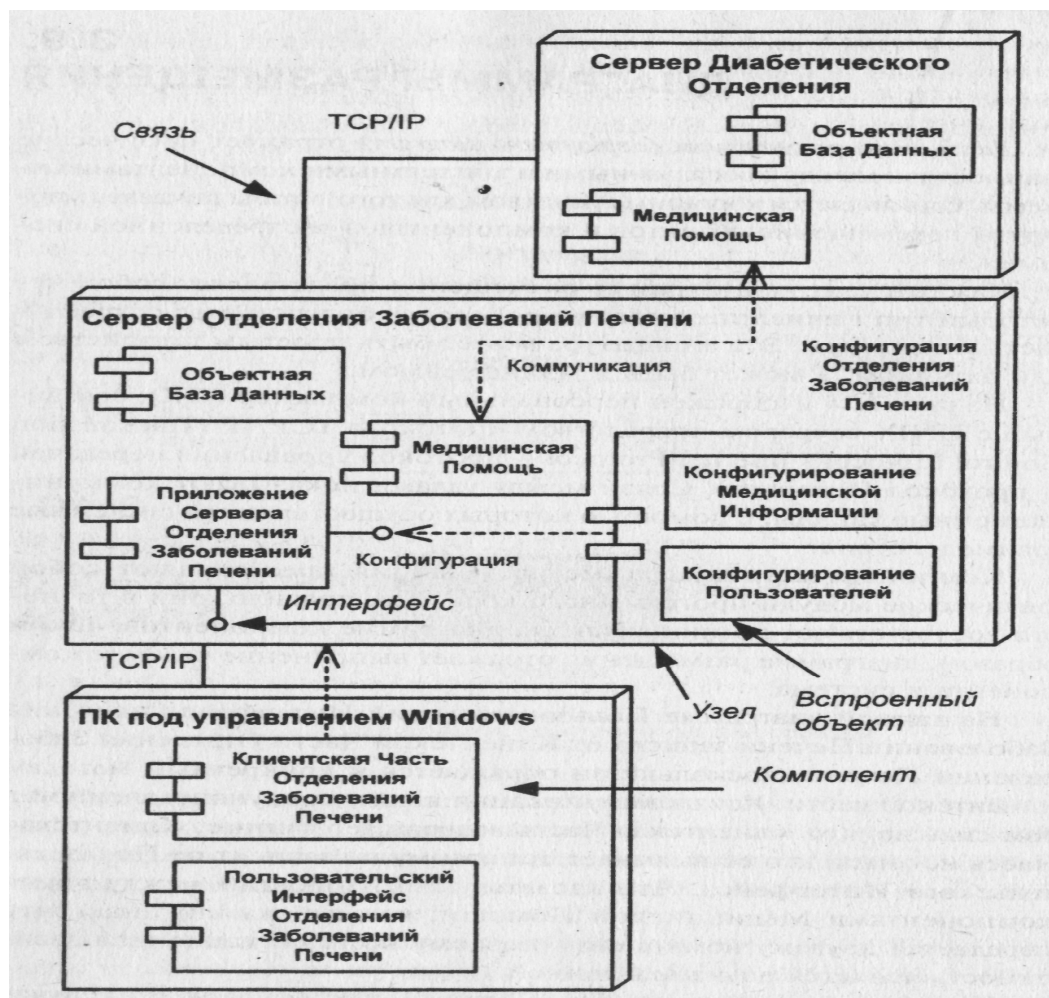 Сервер Диабетического
Отделения
Объектная
База Данных
Медицинская
Помощь
Связь
TCP/IP
Сервер Отделения Заболеваний Печени
Объектная
База Данных
Коммуникация
Конфигурация
Отделения
Заболеваний
Печени
Медицинская
Помощь
Приложение
Сервера
Отделения
Заболеваний
Печени
Конфигурация
Конфигурирование
Медицинской
Информации
Конфигурирование
Пользователей
Интерфейс
TCP/IP
ПК под управлением Windows
Узел
Встроенный
объект
Клиентская Часть
Отдела
Заболеваний
Печени
Компонент
Пользовательский
Интерфейс
Отделения
Заболеваний
Печени